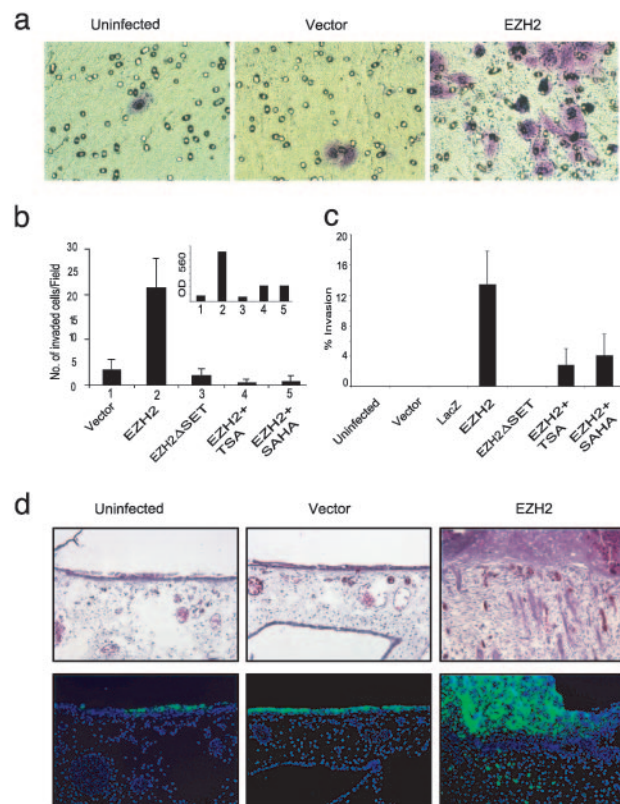 a
Uninfected Vector EZH2
b
No. of invaded cells/Field
30
25
20
15
10
5
0
OD 560
1 2 3 4 5
1 2 3 4 5
Vector
EZH2
EZH2ΔSET
EZH2+
TSA
EZH2+
SAHA
c
% Invasion
20
16
12
8
4
0
Uninfected
Vector
LacZ
EZH2
EZH2ΔSET
EZH2+
TSA
EZH2+
SAHA
d
Uninfected Vector EZH2